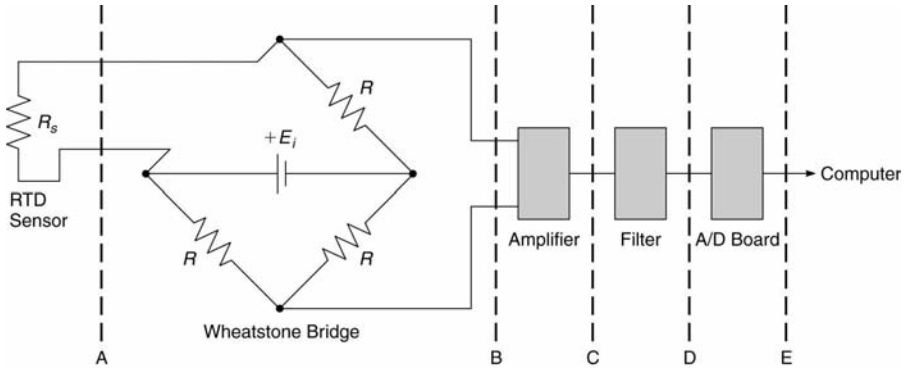 R
+E_i
R_s
RTD
Sensor
Computer
R
R
Amplifier
Filter
A/D Board
Wheatstone Bridge
A
B
C
D
E